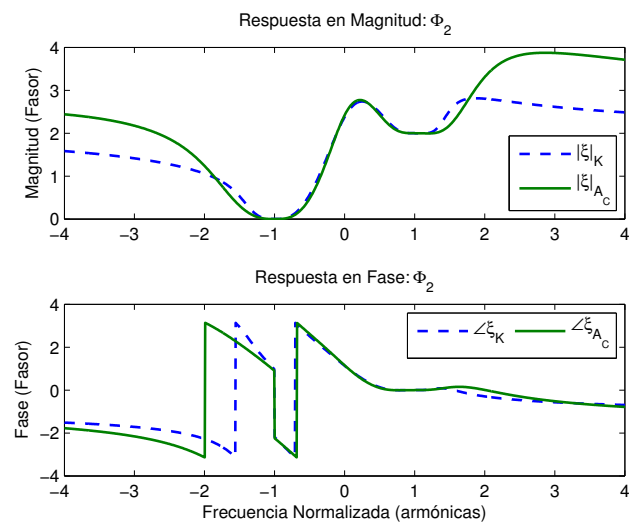 Respuesta en Magnitud: Φ2
Magnitud (Fasor)
4
3
2
1
0
−4 −3 −2 −1 0 1 2 3 4
|ξ|K
|ξ|AC
Respuesta en Fase: Φ2
Fase (Fasor)
4
2
0
−2
−4
−4 −3 −2 −1 0 1 2 3 4
∠ξK ∠ξAC
Frecuencia Normalizada (armónicas)